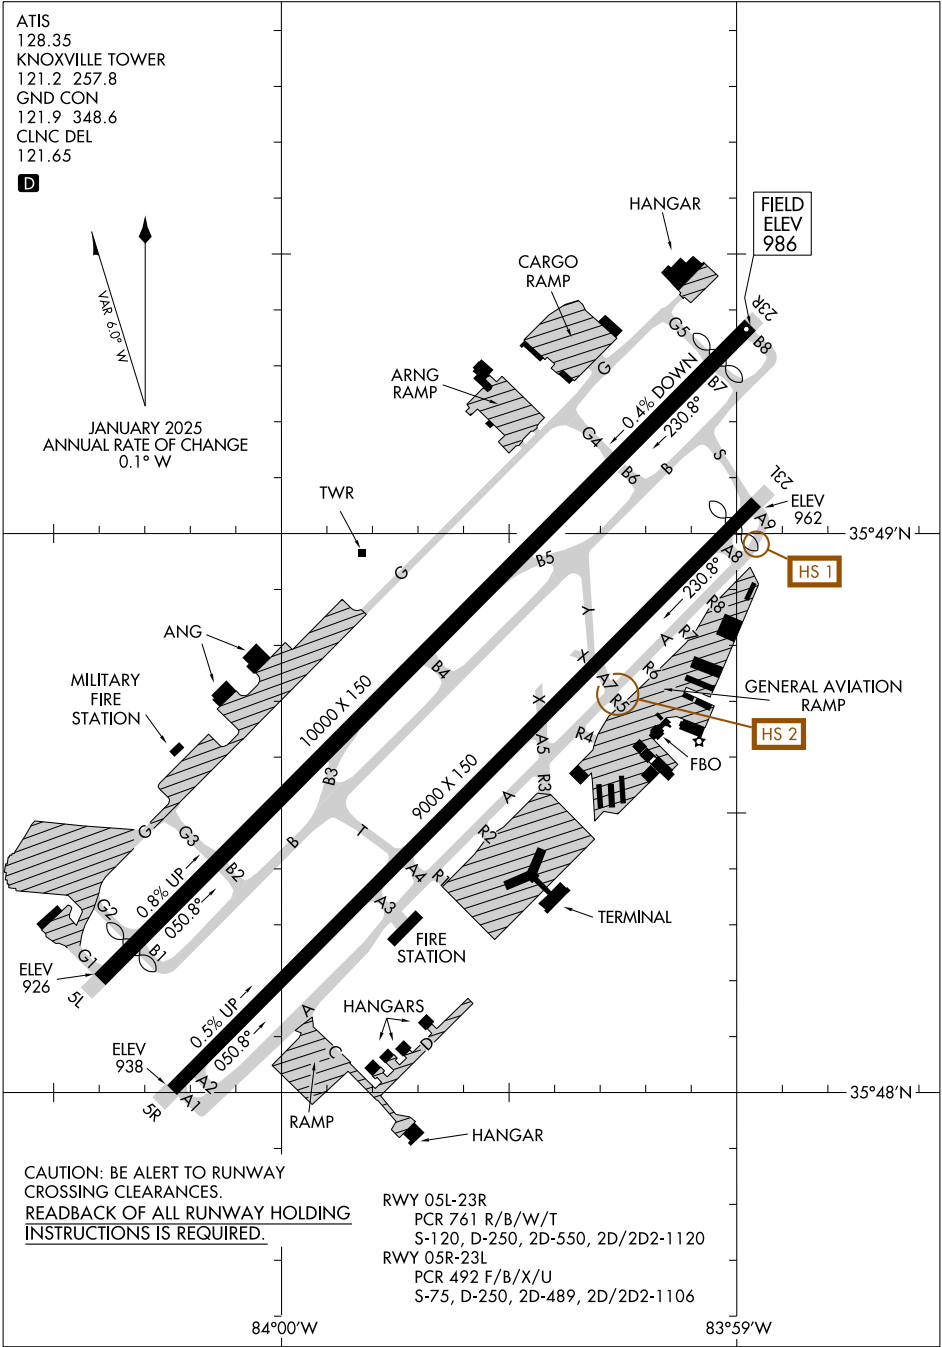 ATIS
128.35
KNOXVILLE TOWER
121.2 257.8
GND CON
121.9 348.6
CLNC DEL
121.65
D
VAR 6.0° W
JANUARY 2025
ANNUAL RATE OF CHANGE
0.1° W
HANGAR
FIELD
ELEV
986
CARGO
RAMP
23R
G5
B8
ARNG
RAMP
G
0.4% DOWN
B7
230.8°
G4
B6
B
S
23L
TWR
ELEV
962
A9
35°49'N
A8
HS 1
B5
G
230.8°
Y
R8
ANG
A
R7
X
R6
B4
MILITARY
FIRE
STATION
10000 X 150
A7
R5
GENERAL AVIATION
RAMP
X
HS 2
R4
A5
FBO
B3
9000 X 150
R3
A
G
G3
B
T
R2
0.8% UP
B2
A4
R1
050.8°
G2
A3
TERMINAL
B1
FIRE
STATION
G1
ELEV
926
5L
A
HANGARS
0.5% UP
050.8°
D
ELEV
938
C
A2
A1
5R
35°48'N
RAMP
HANGAR
CAUTION: BE ALERT TO RUNWAY
CROSSING CLEARANCES.
READBACK OF ALL RUNWAY HOLDING
INSTRUCTIONS IS REQUIRED.
RWY 05L-23R
PCR 761 R/B/W/T
S-120, D-250, 2D-550, 2D/2D2-1120
RWY 05R-23L
PCR 492 F/B/X/U
S-75, D-250, 2D-489, 2D/2D2-1106
84°00'W
83°59'W